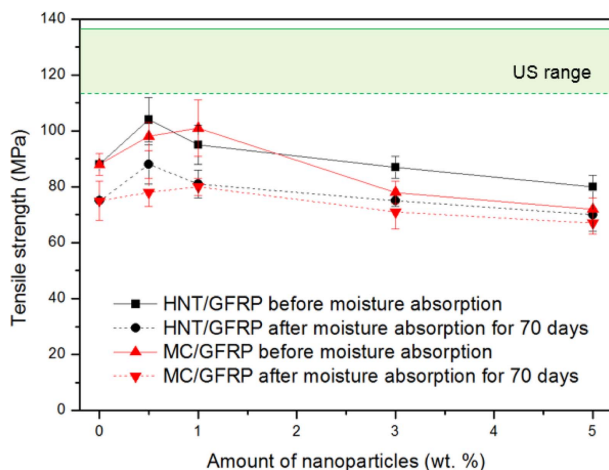 140
120
100
80
60
40
20
0
Tensile strength (MPa)
US range
HNT/GFRP before moisture absorption
HNT/GFRP after moisture absorption for 70 days
MC/GFRP before moisture absorption
MC/GFRP after moisture absorption for 70 days
0 1 2 3 4 5
Amount of nanoparticles (wt. %)